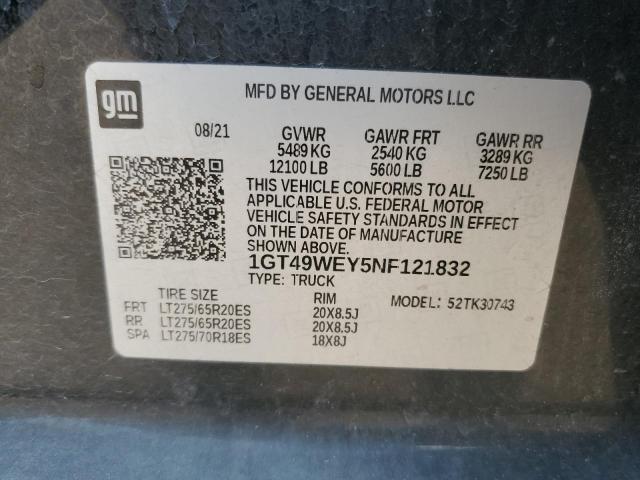 gm
MFD BY GENERAL MOTORS LLC
08/21 GVWR GAWR FRT GAWR RR
5489 KG 2540 KG 3289 KG
12100 LB 5600 LB 7250 LB
THIS VEHICLE CONFORMS TO ALL
APPLICABLE U.S. FEDERAL MOTOR
VEHICLE SAFETY STANDARDS IN EFFECT
ON THE DATE OF MANUFACTURE
SHOWN ABOVE.
1GT49WEY5NF121832
TYPE: TRUCK
TIRE SIZE RIM MODEL: 52TK30743
FRT LT275/65R20ES 20X8.5J
RR LT275/65R20ES 20X8.5J
SPA LT275/70R18ES 18X8J